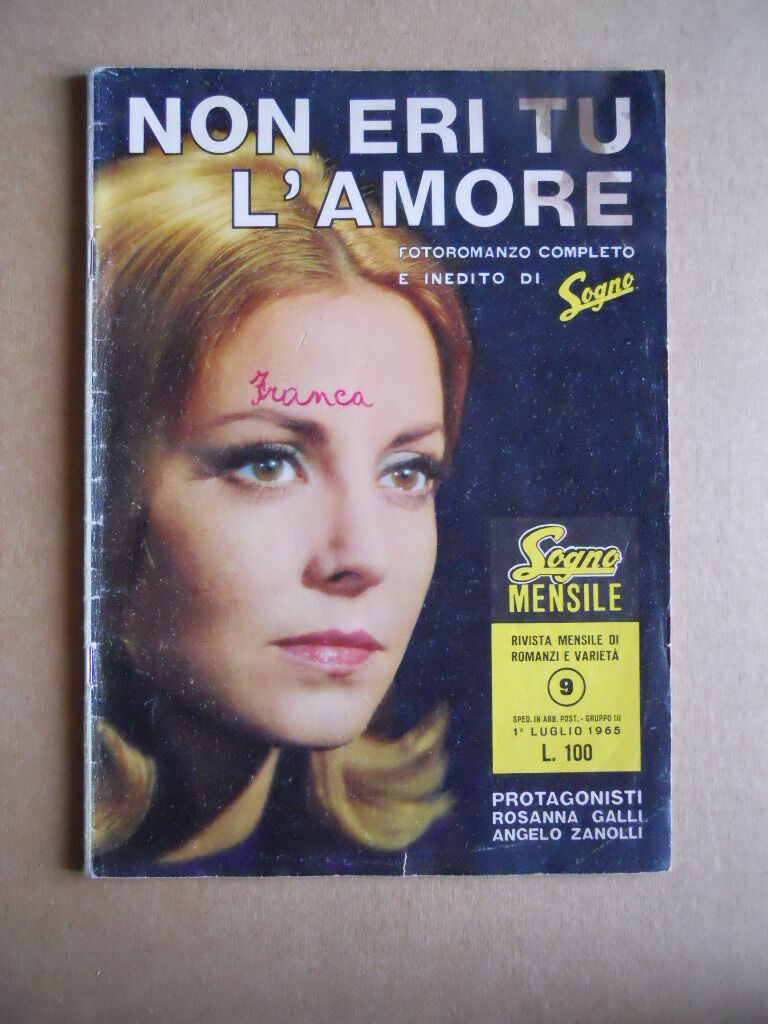 NON ERI TU
L'AMORE
FOTOROMANZO COMPLETO
E INEDITO DI Sogno
Franca
Sogno
MENSILE
RIVISTA MENSILE DI
ROMANZI E VARIETÀ
9
SPED. IN ABB. POST. - GRUPPO III
1° LUGLIO 1965
L. 100
PROTAGONISTI
ROSANNA GALLI
ANGELO ZANOLLI